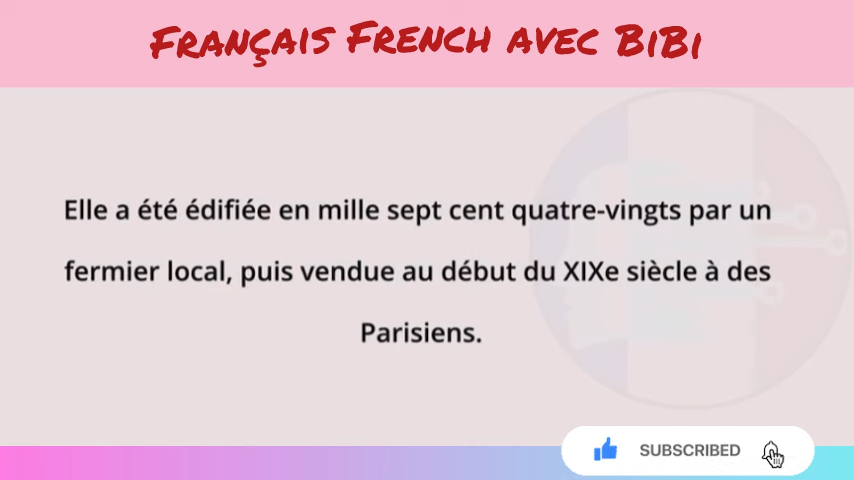 Français French avec BiBi
Elle a été édifiée en mille sept cent quatre-vingts par un
fermier local, puis vendue au début du XIXe siècle à des
Parisiens.
SUBSCRIBED